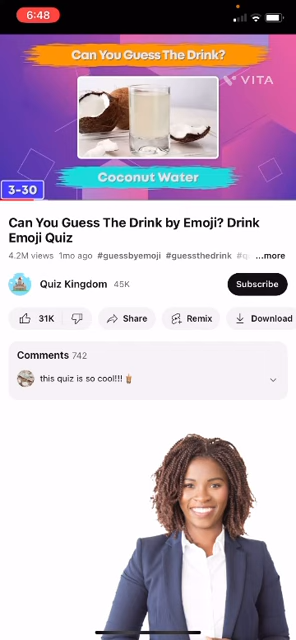 6:48
Can You Guess The Drink?
VITA
Coconut Water
3-30
Can You Guess The Drink by Emoji? Drink
Emoji Quiz
4.2M views 1mo ago #guessbyemoji #guessthedrink #q ...more
Quiz Kingdom 45K
Subscribe
31K
Share
Remix
Download
Comments 742
this quiz is so cool!!!🧋